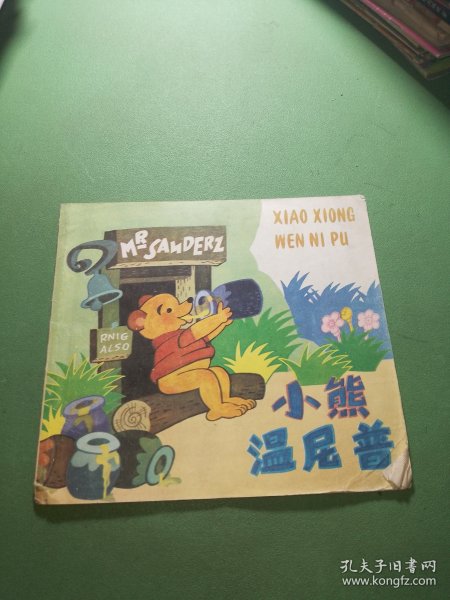 XIAO XIONG
WEN NI PU
MR SANDERZ
RNIG
ALSO
小熊
温尼普
孔夫子旧书网
www.kongfz.com